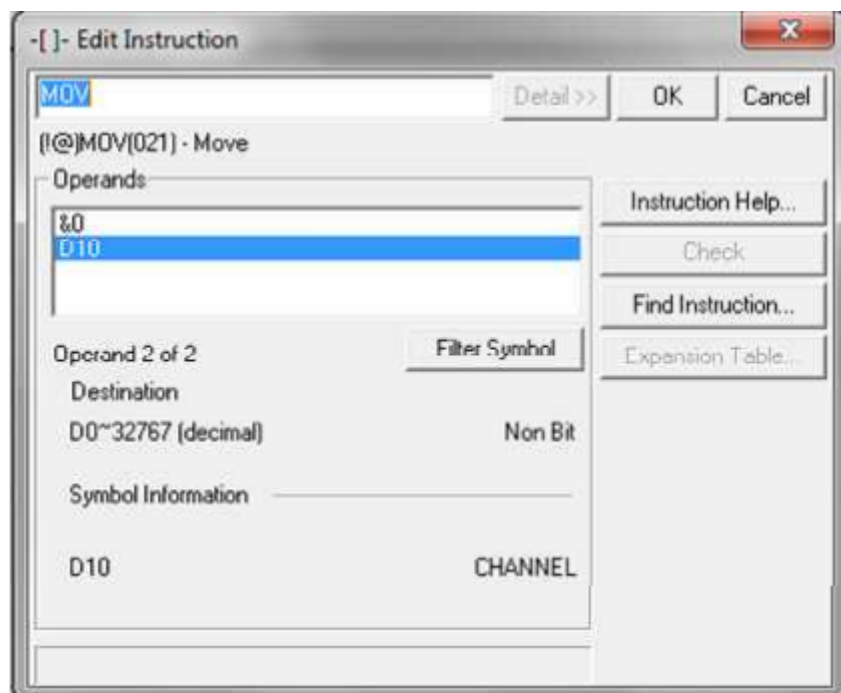 -[ ]- Edit Instruction
MOV
Detail >>
OK
Cancel
(!@)MOV(021) - Move
Operands
&0
D10
Instruction Help...
Check
Find Instruction...
Expansion Table...
Operand 2 of 2
Filter Symbol
Destination
D0~32767 (decimal)
Non Bit
Symbol Information
D10
CHANNEL